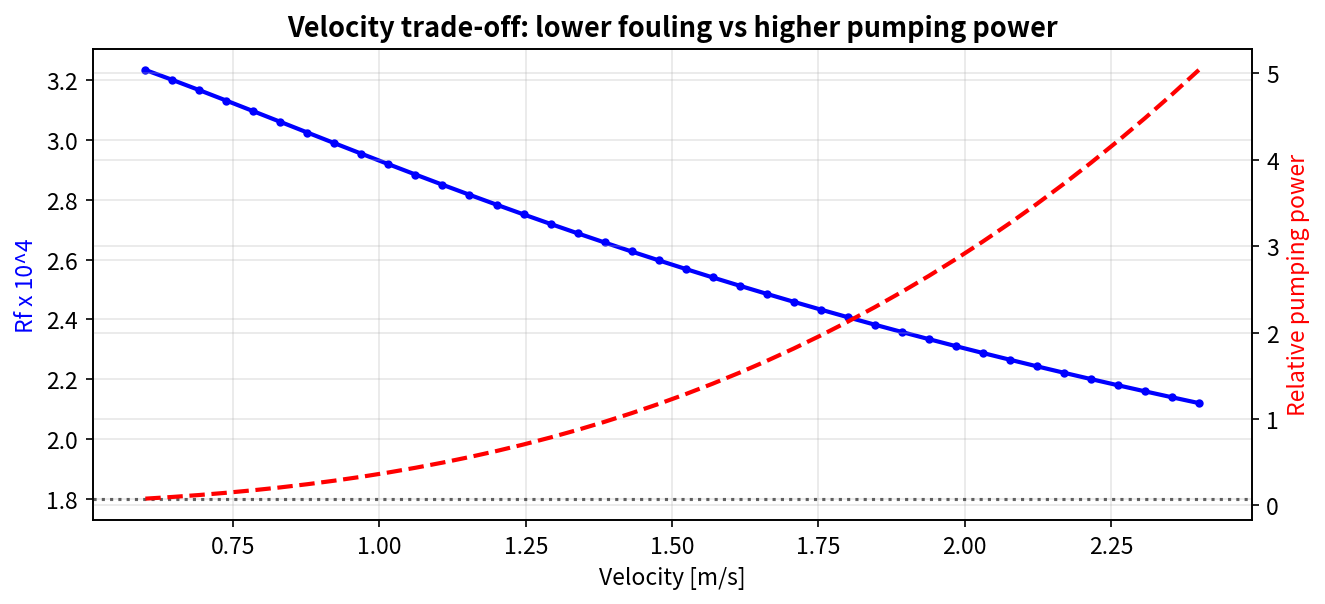 Velocity trade-off: lower fouling vs higher pumping power
Rf x 10^4
3.2
3.0
2.8
2.6
2.4
2.2
2.0
1.8
5
4
3
2
1
0
Relative pumping power
0.75 1.00 1.25 1.50 1.75 2.00 2.25
Velocity [m/s]